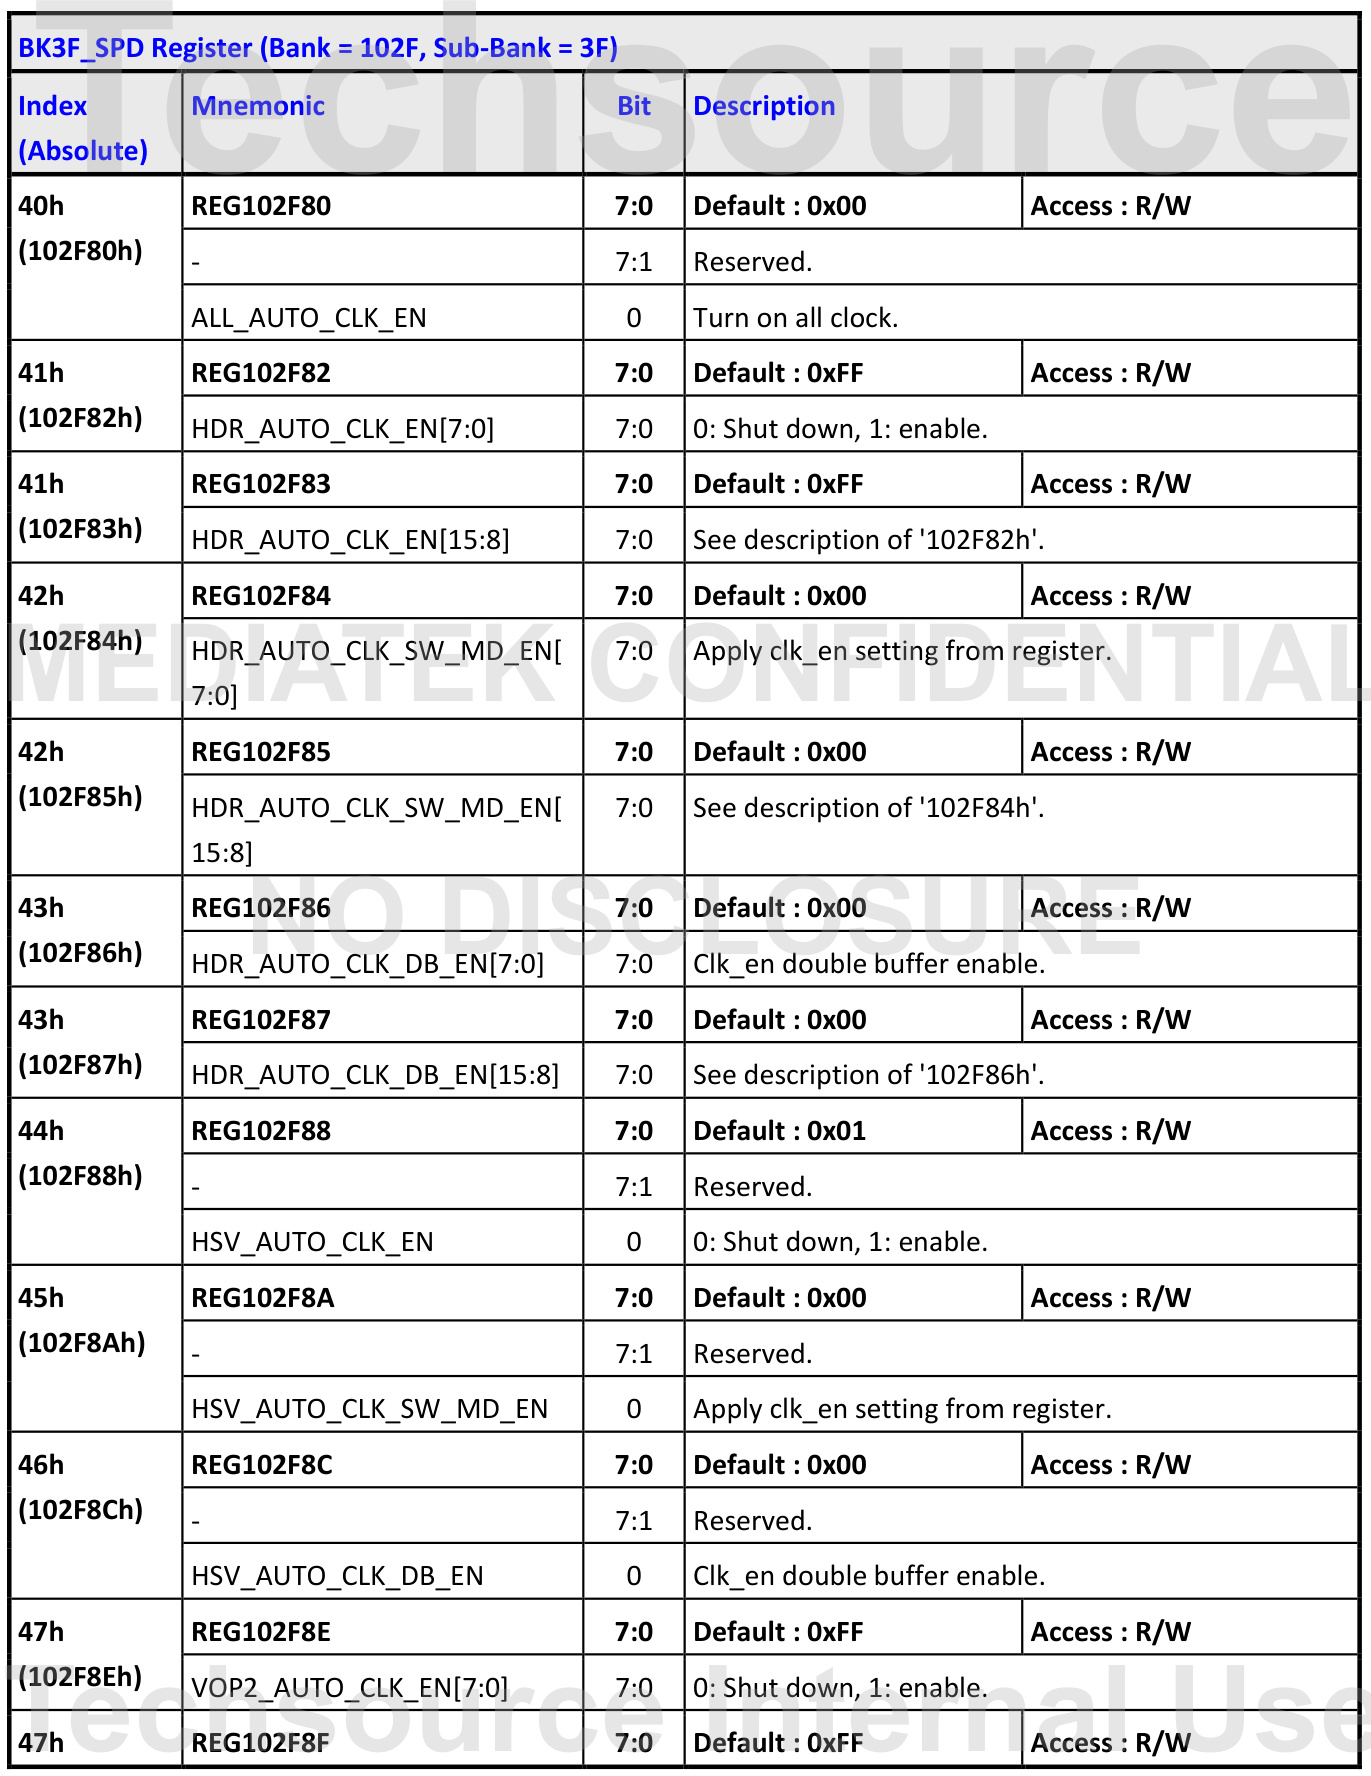 BK3F_SPD Register (Bank = 102F, Sub-Bank = 3F)
Index (Absolute) Mnemonic Bit Description
40h (102F80h) REG102F80 7:0 Default : 0x00 Access : R/W
- 7:1 Reserved.
ALL_AUTO_CLK_EN 0 Turn on all clock.
41h (102F82h) REG102F82 7:0 Default : 0xFF Access : R/W
HDR_AUTO_CLK_EN[7:0] 7:0 0: Shut down, 1: enable.
41h (102F83h) REG102F83 7:0 Default : 0xFF Access : R/W
HDR_AUTO_CLK_EN[15:8] 7:0 See description of '102F82h'.
42h (102F84h) REG102F84 7:0 Default : 0x00 Access : R/W
HDR_AUTO_CLK_SW_MD_EN[ 7:0 Apply clk_en setting from register.
7:0]
42h (102F85h) REG102F85 7:0 Default : 0x00 Access : R/W
HDR_AUTO_CLK_SW_MD_EN[ 7:0 See description of '102F84h'.
15:8]
43h (102F86h) REG102F86 7:0 Default : 0x00 Access : R/W
HDR_AUTO_CLK_DB_EN[7:0] 7:0 Clk_en double buffer enable.
43h (102F87h) REG102F87 7:0 Default : 0x00 Access : R/W
HDR_AUTO_CLK_DB_EN[15:8] 7:0 See description of '102F86h'.
44h (102F88h) REG102F88 7:0 Default : 0x01 Access : R/W
- 7:1 Reserved.
HSV_AUTO_CLK_EN 0 0: Shut down, 1: enable.
45h (102F8Ah) REG102F8A 7:0 Default : 0x00 Access : R/W
- 7:1 Reserved.
HSV_AUTO_CLK_SW_MD_EN 0 Apply clk_en setting from register.
46h (102F8Ch) REG102F8C 7:0 Default : 0x00 Access : R/W
- 7:1 Reserved.
HSV_AUTO_CLK_DB_EN 0 Clk_en double buffer enable.
47h (102F8Eh) REG102F8E 7:0 Default : 0xFF Access : R/W
VOP2_AUTO_CLK_EN[7:0] 7:0 0: Shut down, 1: enable.
47h REG102F8F 7:0 Default : 0xFF Access : R/W
Techsource
MEDIATEK CONFIDENTIAL
NO DISCLOSURE
Techsource Internal Use